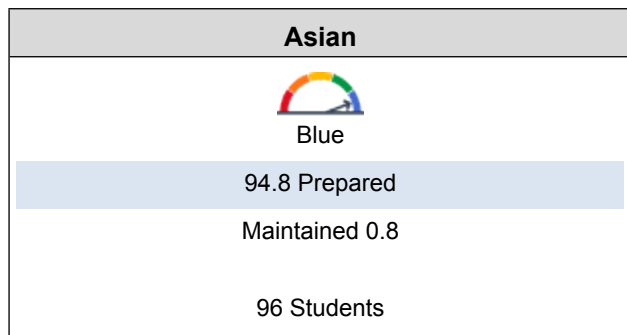 Asian
Blue
94.8 Prepared
Maintained 0.8
96 Students